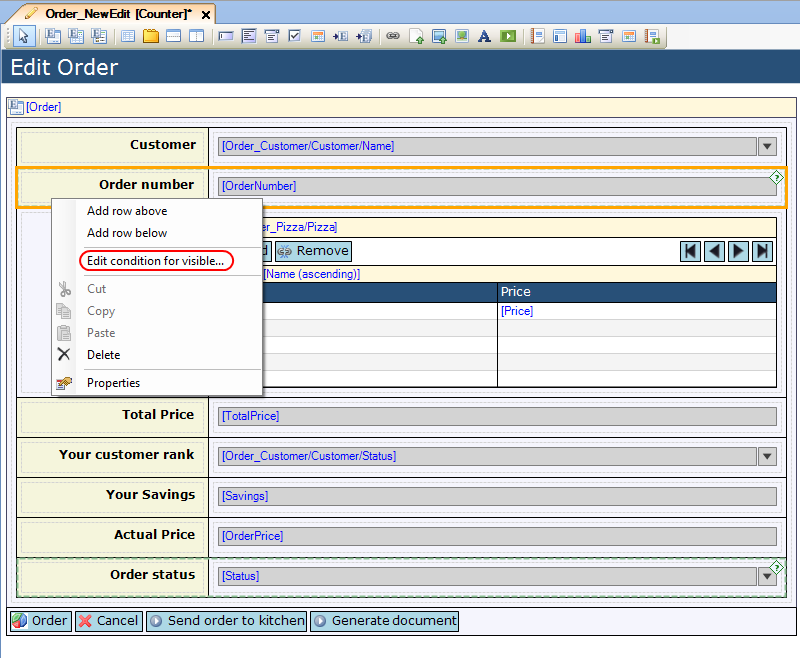 Order_NewEdit [Counter]*
Edit Order
[Order]
Customer
[Order_Customer/Customer/Name]
Order number
[OrderNumber]
Add row above
Add row below
Edit condition for visible...
Cut
Copy
Paste
Delete
Properties
er_Pizza/Pizza]
d
Remove
[Name (ascending)]
Price
[Price]
Total Price
[TotalPrice]
Your customer rank
[Order_Customer/Customer/Status]
Your Savings
[Savings]
Actual Price
[OrderPrice]
Order status
[Status]
Order Cancel Send order to kitchen Generate document